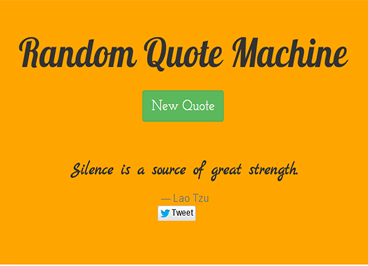 Random Quote Machine
New Quote
Silence is a source of great strength.
— Lao Tzu
Tweet